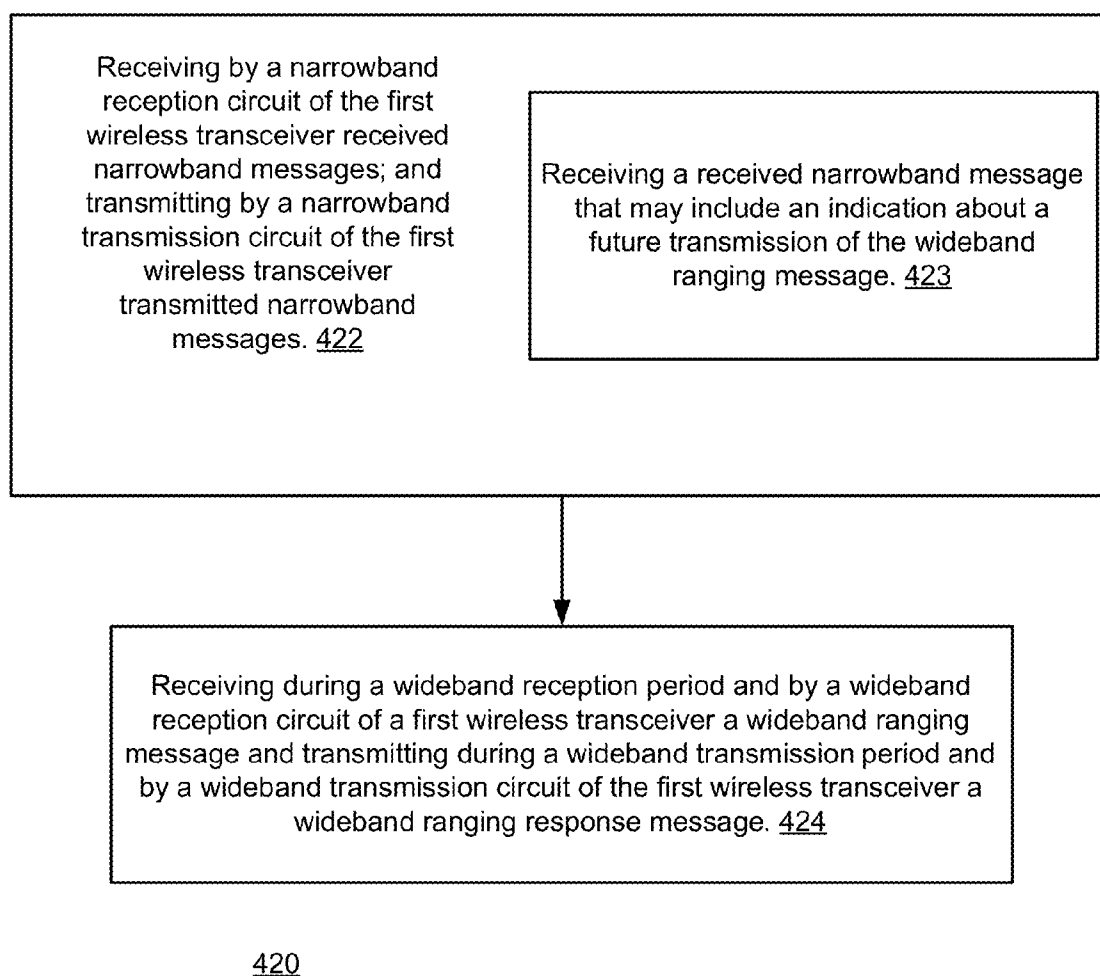 Receiving by a narrowband
reception circuit of the first
wireless transceiver received
narrowband messages; and
transmitting by a narrowband
transmission circuit of the first
wireless transceiver
transmitted narrowband
messages. 422
Receiving a received narrowband message
that may include an indication about a
future transmission of the wideband
ranging message. 423
Receiving during a wideband reception period and by a wideband
reception circuit of a first wireless transceiver a wideband ranging
message and transmitting during a wideband transmission period and
by a wideband transmission circuit of the first wireless transceiver a
wideband ranging response message. 424
420